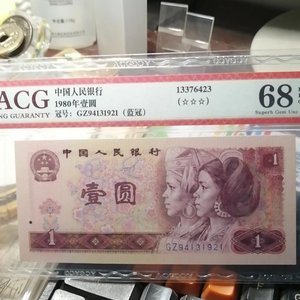 ACG
NG GUARANTY
中国人民银行
1980年壹圆
冠号：GZ94131921（蓝冠）
13376423
(☆☆☆)
68
Superb Gem Unc
中国人民银行
壹圆
1
1
1
GZ94131921